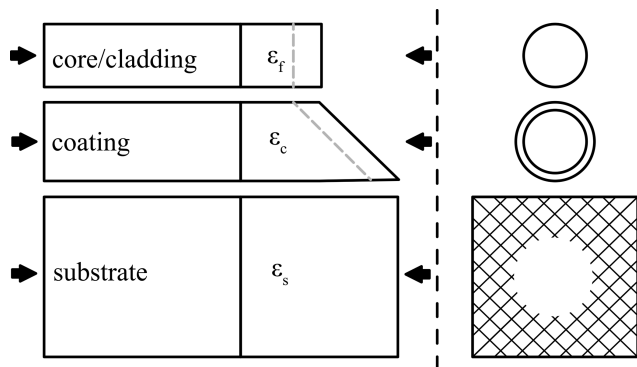 core/cladding ε_f
coating ε_c
substrate ε_s